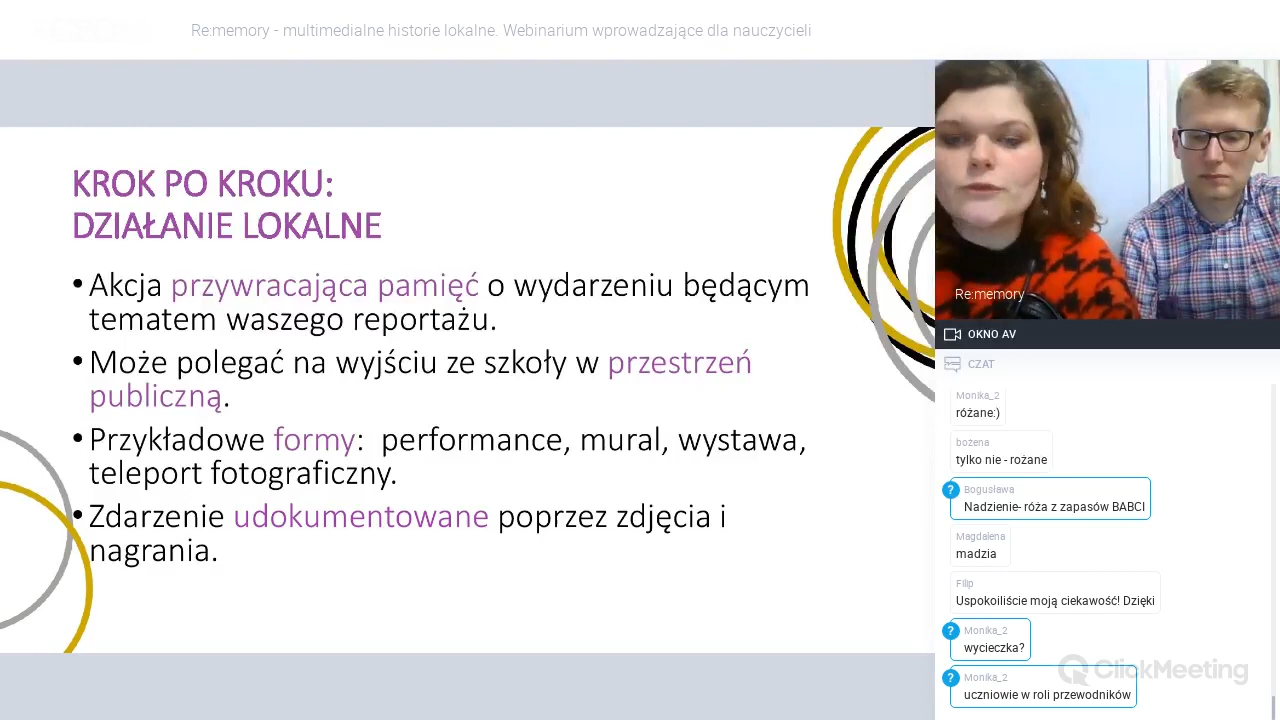 Re:memory - multimedialne historie lokalne. Webinarium wprowadzające dla nauczycieli
KROK PO KROKU:
DZIAŁANIE LOKALNE
•Akcja przywracająca pamięć o wydarzeniu będącym
tematem waszego reportażu.
•Może polegać na wyjściu ze szkoły w przestrzeń
publiczną.
•Przykładowe formy:  performance, mural, wystawa,
teleport fotograficzny.
•Zdarzenie udokumentowane poprzez zdjęcia i
nagrania.
Re:memory
OKNO AV
CZAT
Monika_2
różane:)
bożena
tylko nie - rożane
? Bogusława
Nadzienie- róża z zapasów BABCI
Magdalena
madzia
Filip
Uspokoiliście moją ciekawość! Dzięki
? Monika_2
wycieczka?
ClickMeeting
? Monika_2
uczniowie w roli przewodników